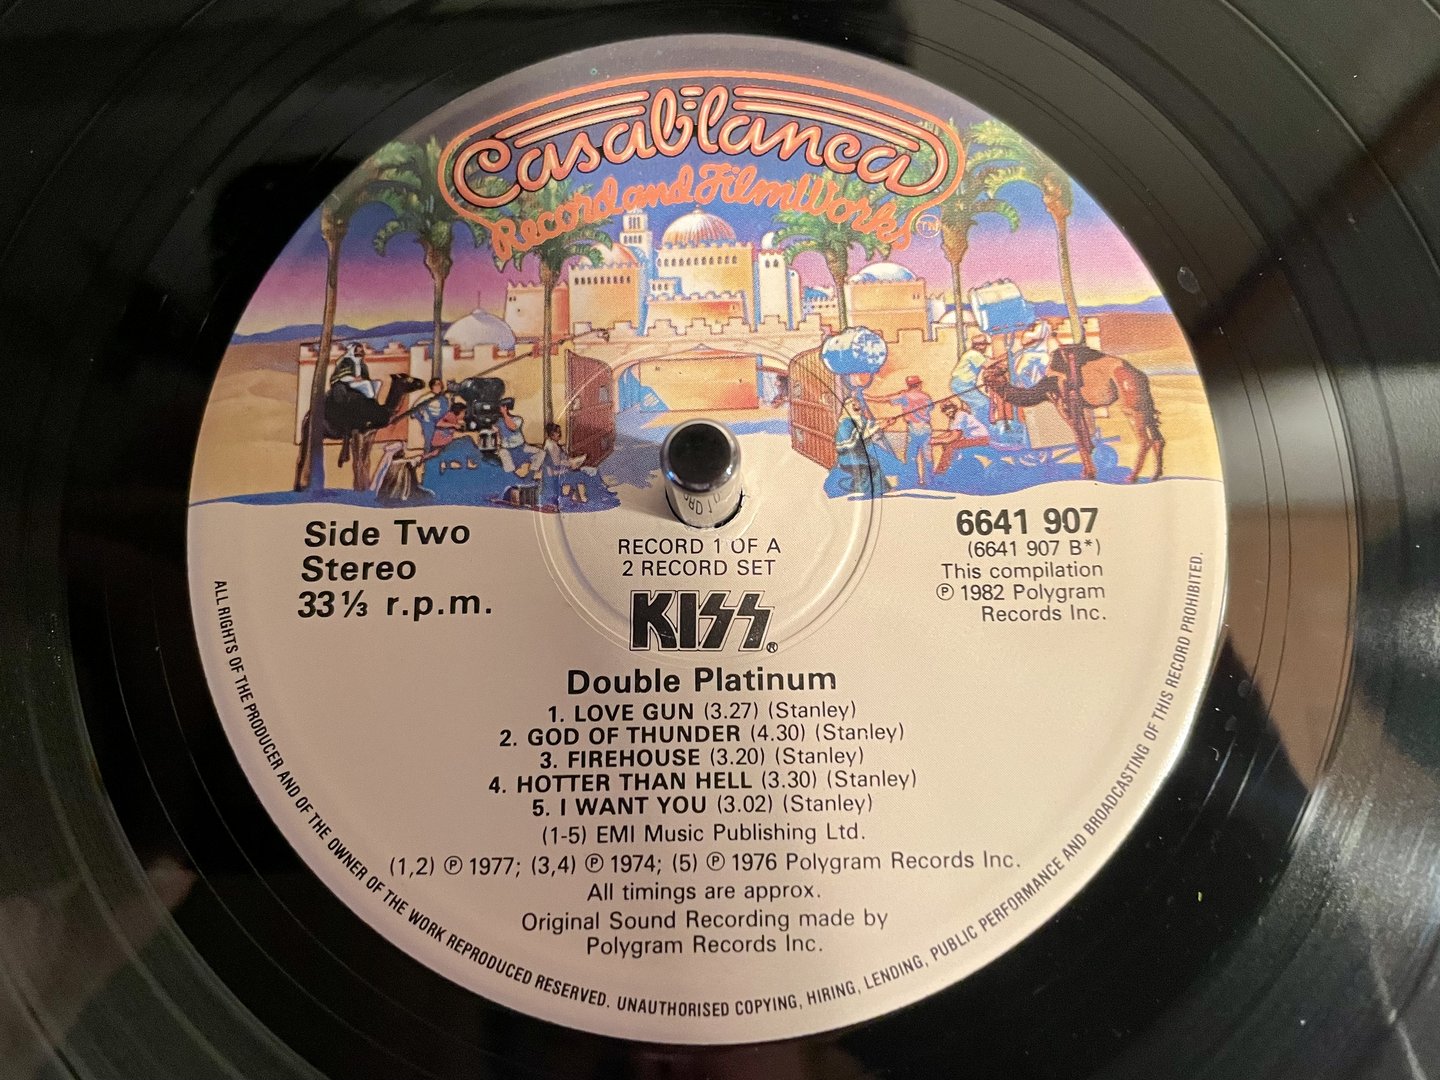 Casablanca
Record and FilmWorks TM
Side Two
Stereo
33⅓ r.p.m.
6641 907
(6641 907 B*)
This compilation
℗ 1982 Polygram
Records Inc.
RECORD 1 OF A
2 RECORD SET
KISS®
Double Platinum
1. LOVE GUN (3.27) (Stanley)
2. GOD OF THUNDER (4.30) (Stanley)
3. FIREHOUSE (3.20) (Stanley)
4. HOTTER THAN HELL (3.30) (Stanley)
5. I WANT YOU (3.02) (Stanley)
(1-5) EMI Music Publishing Ltd.
(1,2) ℗ 1977; (3,4) ℗ 1974; (5) ℗ 1976 Polygram Records Inc.
All timings are approx.
Original Sound Recording made by
Polygram Records Inc.
ALL RIGHTS OF THE PRODUCER AND OF THE OWNER OF THE WORK REPRODUCED RESERVED. UNAUTHORISED COPYING, HIRING, LENDING, PUBLIC PERFORMANCE AND BROADCASTING OF THIS RECORD PROHIBITED.